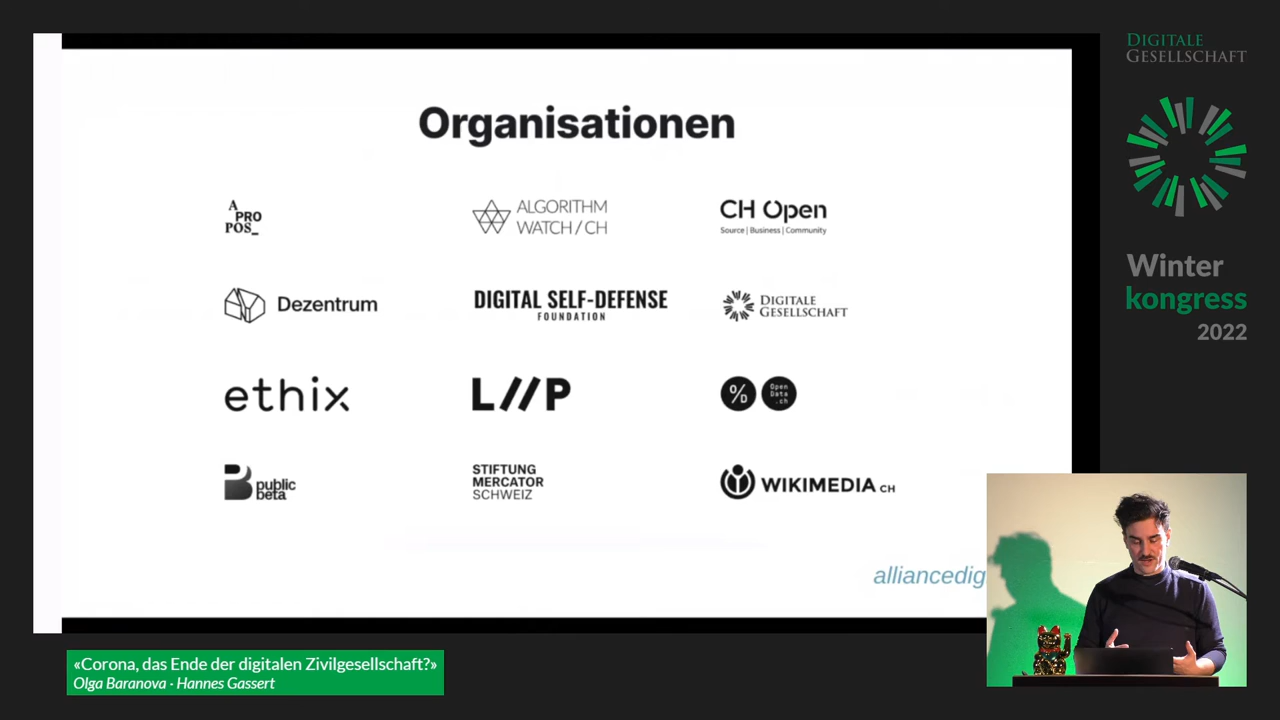 Organisationen
A
PRO
POS_
ALGORITHM
WATCH / CH
CH Open
Source | Business | Community
Dezentrum
DIGITAL SELF-DEFENSE
FOUNDATION
DIGITALE
GESELLSCHAFT
ethix
L//P
%D
Open
Data
.ch
public
beta
STIFTUNG
MERCATOR
SCHWEIZ
WIKIMEDIA CH
alliancedig
DIGITALE
GESELLSCHAFT
Winter
kongress
2022
«Corona, das Ende der digitalen Zivilgesellschaft?»
Olga Baranova · Hannes Gassert